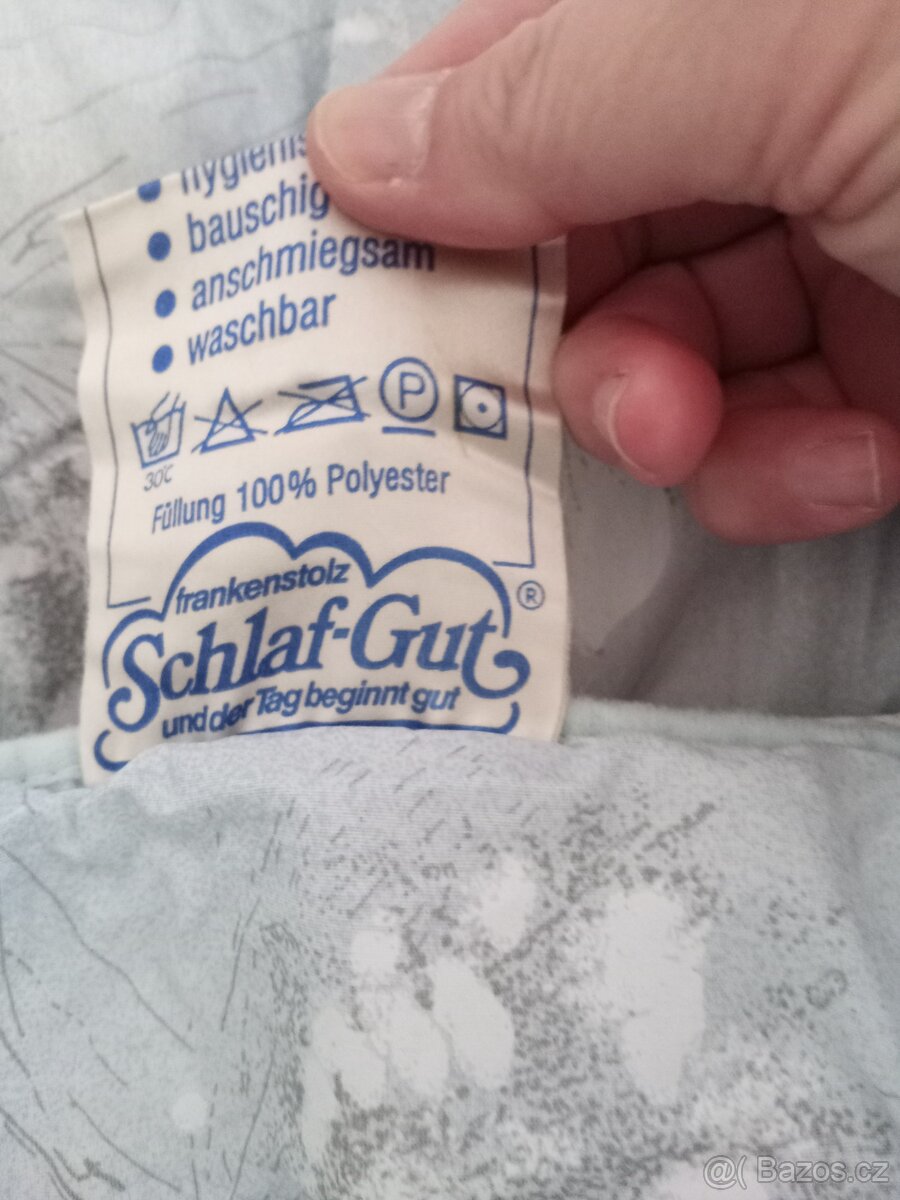 bauschig
anschmiegsam
waschbar
P
30°C
Füllung 100% Polyester
frankenstolz
Schlaf-Gut ®
und der Tag beginnt gut
@( Bazos.cz